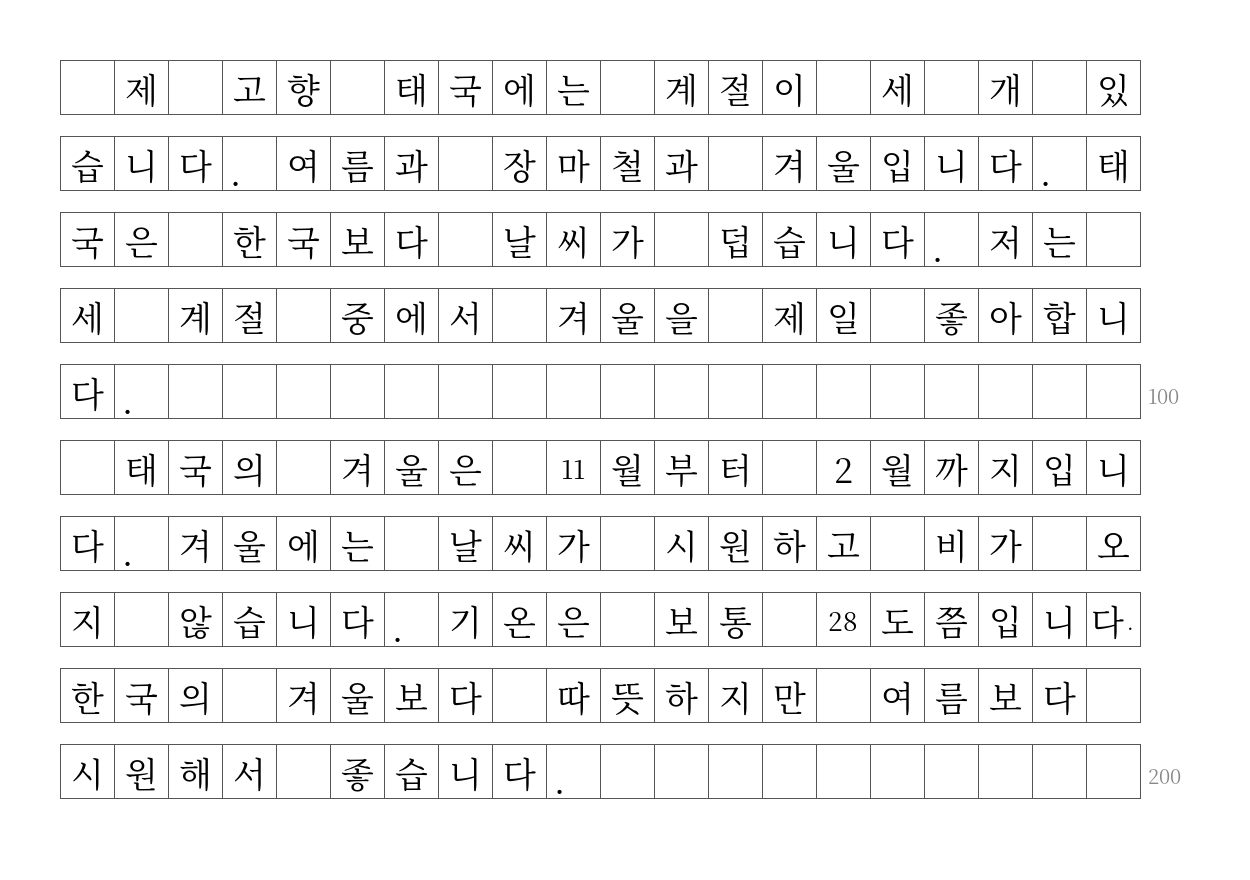 제 고향 태국에는 계절이 세 개 있
습니다. 여름과 장마철과 겨울입니다. 태
국은 한국보다 날씨가 덥습니다. 저는
세 계절 중에서 겨울을 제일 좋아합니
다. 100
태국의 겨울은 11월부터 2월까지입니
다. 겨울에는 날씨가 시원하고 비가 오
지 않습니다. 기온은 보통 28도쯤입니다.
한국의 겨울보다 따뜻하지만 여름보다
시원해서 좋습니다. 200